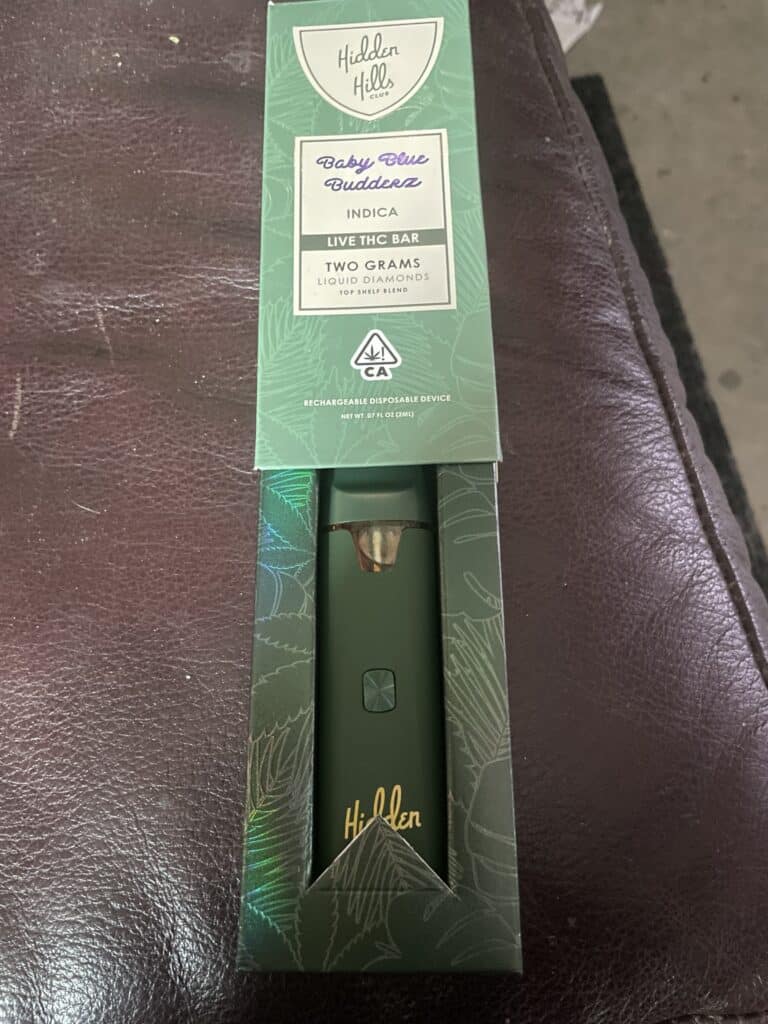 Hidden
Hills
CLUB
Baby Blue
Budderz
INDICA
LIVE THC BAR
TWO GRAMS
LIQUID DIAMONDS
TOP SHELF BLEND
CA
RECHARGEABLE DISPOSABLE DEVICE
NET WT .07 FL OZ (2ML)
Hidden